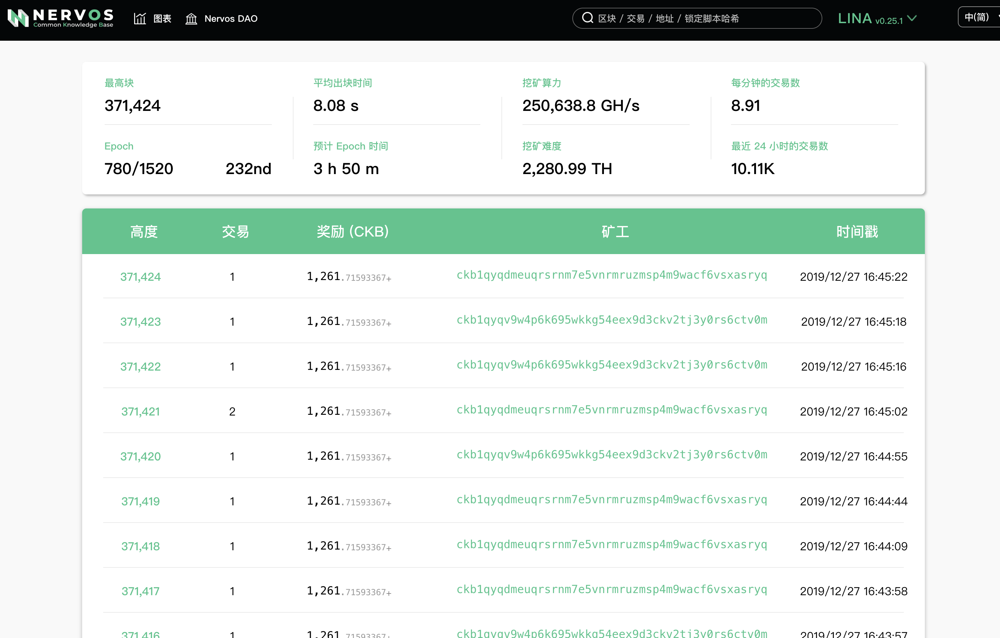 NERVOS
Common Knowledge Base
图表
Nervos DAO
区块 / 交易 / 地址 / 锁定脚本哈希
LINA v0.25.1
中(简)
最高块 平均出块时间 挖矿算力 每分钟的交易数
371,424 8.08 s 250,638.8 GH/s 8.91
Epoch 预计 Epoch 时间 挖矿难度 最近 24 小时的交易数
780/1520 232nd 3 h 50 m 2,280.99 TH 10.11K
高度 交易 奖励 (CKB) 矿工 时间戳
371,424 1 1,261.71593367+ ckb1qyqdmeuqrsrnm7e5vnrmruzmsp4m9wacf6vsxasryq 2019/12/27 16:45:22
371,423 1 1,261.71593367+ ckb1qyqv9w4p6k695wkkg54eex9d3ckv2tj3y0rs6ctv0m 2019/12/27 16:45:18
371,422 1 1,261.71593367+ ckb1qyqv9w4p6k695wkkg54eex9d3ckv2tj3y0rs6ctv0m 2019/12/27 16:45:16
371,421 2 1,261.71593367+ ckb1qyqdmeuqrsrnm7e5vnrmruzmsp4m9wacf6vsxasryq 2019/12/27 16:45:02
371,420 1 1,261.71593367+ ckb1qyqv9w4p6k695wkkg54eex9d3ckv2tj3y0rs6ctv0m 2019/12/27 16:44:55
371,419 1 1,261.71593367+ ckb1qyqdmeuqrsrnm7e5vnrmruzmsp4m9wacf6vsxasryq 2019/12/27 16:44:44
371,418 1 1,261.71593367+ ckb1qyqdmeuqrsrnm7e5vnrmruzmsp4m9wacf6vsxasryq 2019/12/27 16:44:09
371,417 1 1,261.71593367+ ckb1qyqdmeuqrsrnm7e5vnrmruzmsp4m9wacf6vsxasryq 2019/12/27 16:43:58
371,416 1 1,261.71593367+ ckb1qyqv9w4p6k695wkkg54eex9d3ckv2tj3y0rs6ctv0m 2019/12/27 16:43:57